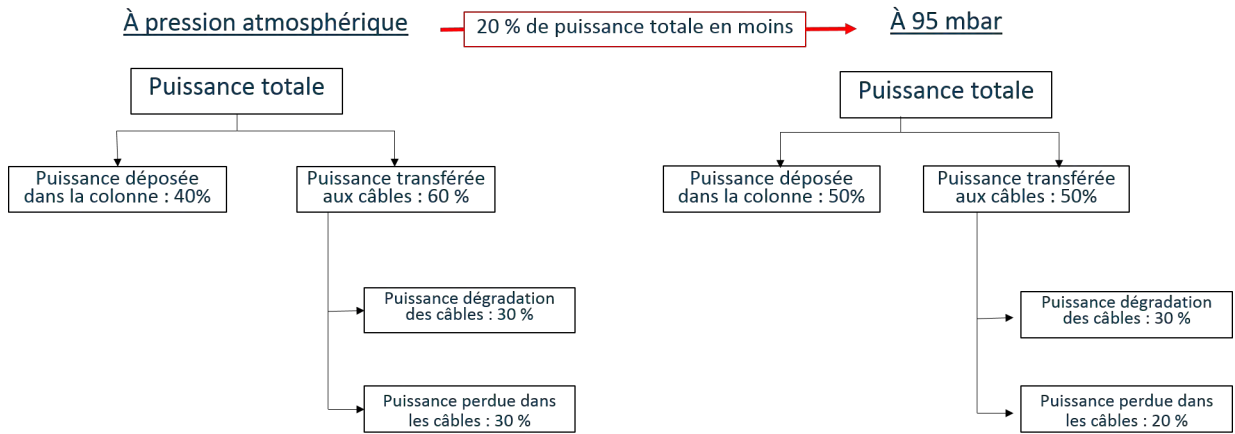 À pression atmosphérique
20 % de puissance totale en moins
À 95 mbar
Puissance totale
Puissance déposée
dans la colonne : 40%
Puissance transférée
aux câbles : 60 %
Puissance dégradation
des câbles : 30 %
Puissance perdue dans
les câbles : 30 %
Puissance totale
Puissance déposée
dans la colonne : 50%
Puissance transférée
aux câbles : 50%
Puissance dégradation
des câbles : 30 %
Puissance perdue dans
les câbles : 20 %